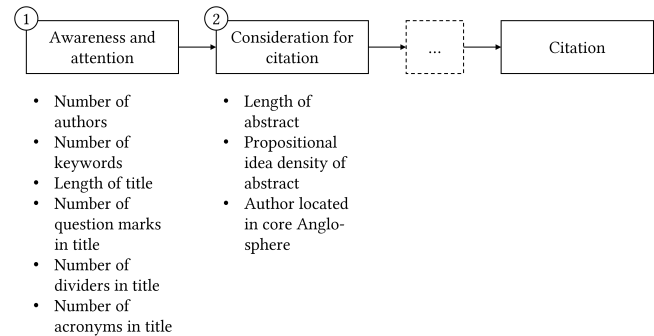 1
Awareness and
attention
2
Consideration for
citation
...
Citation
• Number of
authors
• Number of
keywords
• Length of title
• Number of
question marks
in title
• Number of
dividers in title
• Number of
acronyms in title
• Length of
abstract
• Propositional
idea density of
abstract
• Author located
in core Anglo-
sphere